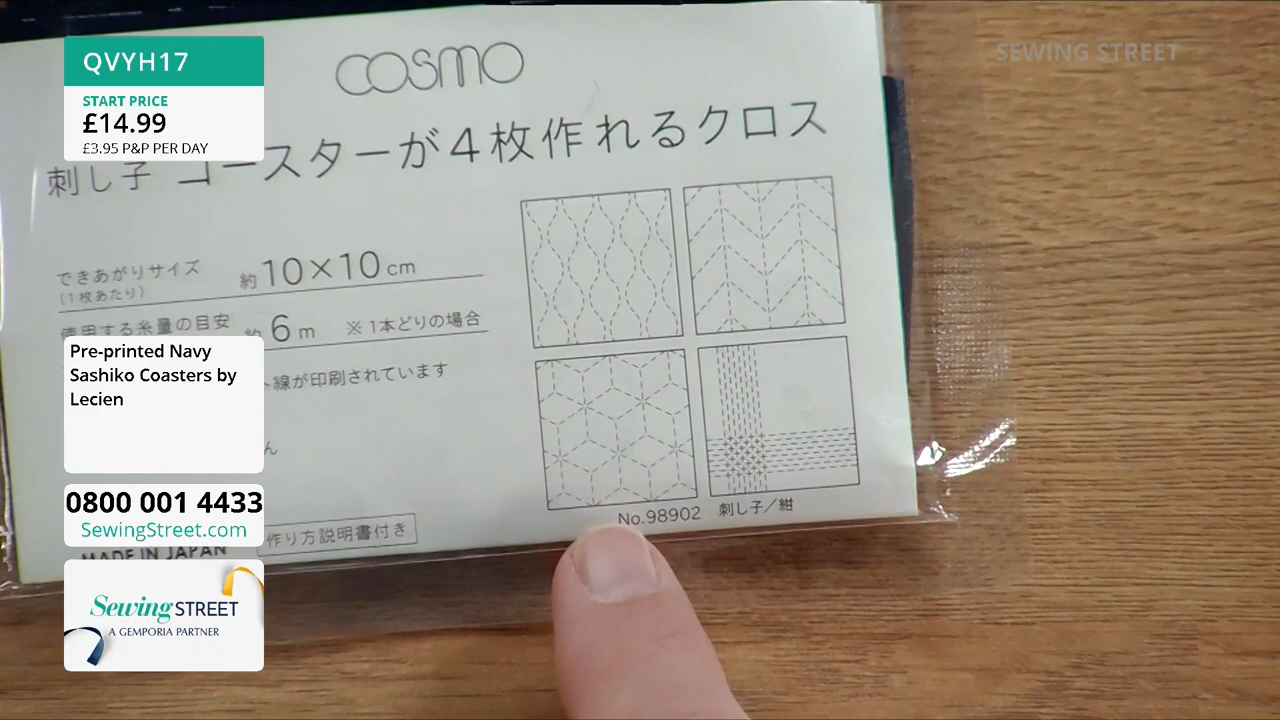 QVYH17
START PRICE
£14.99
£3.95 P&P PER DAY
SEWING STREET
COSMO
刺し子 コースターが4枚作れるクロス
できあがりサイズ 約10×10cm
(1枚あたり)
使用する糸量の目安 約6m ※1本どりの場合
線が印刷されています
ん
No.98902 刺し子/紺
作り方説明書付き
MADE IN JAPAN
Pre-printed Navy
Sashiko Coasters by
Lecien
0800 001 4433
SewingStreet.com
Sewing STREET
A GEMPORIA PARTNER